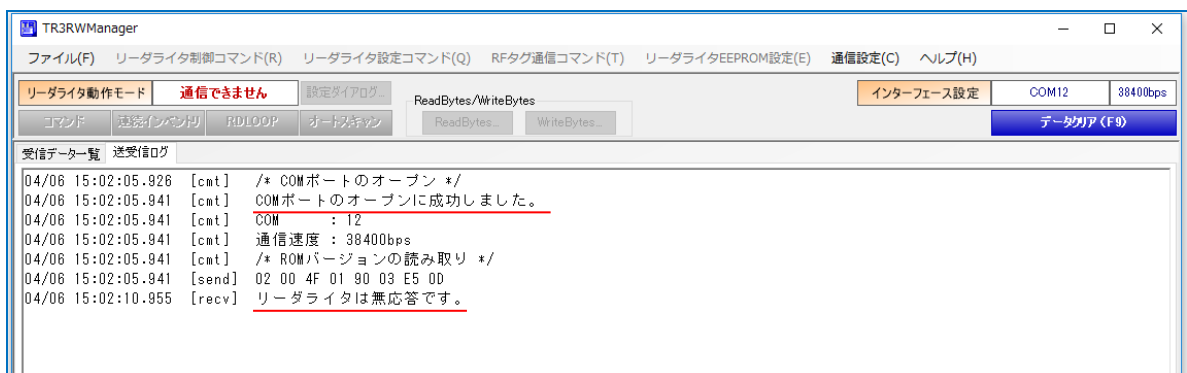 TR3RWManager
ファイル(F) リーダライタ制御コマンド(R) リーダライタ設定コマンド(Q) RFタグ通信コマンド(T) リーダライタEEPROM設定(E) 通信設定(C) ヘルプ(H)
リーダライタ動作モード 通信できません 設定ダイアログ... ReadBytes/WriteBytes インターフェース設定 COM12 38400bps
コマンド 連続インベントリ RDLOOP オートスキャン ReadBytes... WriteBytes... データクリア(F9)
受信データ一覧 送受信ログ
04/06 15:02:05.926 [cmt] /* COMポートのオープン */
04/06 15:02:05.941 [cmt] COMポートのオープンに成功しました。
04/06 15:02:05.941 [cmt] COM : 12
04/06 15:02:05.941 [cmt] 通信速度 : 38400bps
04/06 15:02:05.941 [cmt] /* ROMバージョンの読み取り */
04/06 15:02:05.941 [send] 02 00 4F 01 90 03 E5 0D
04/06 15:02:10.955 [recv] リーダライタは無応答です。